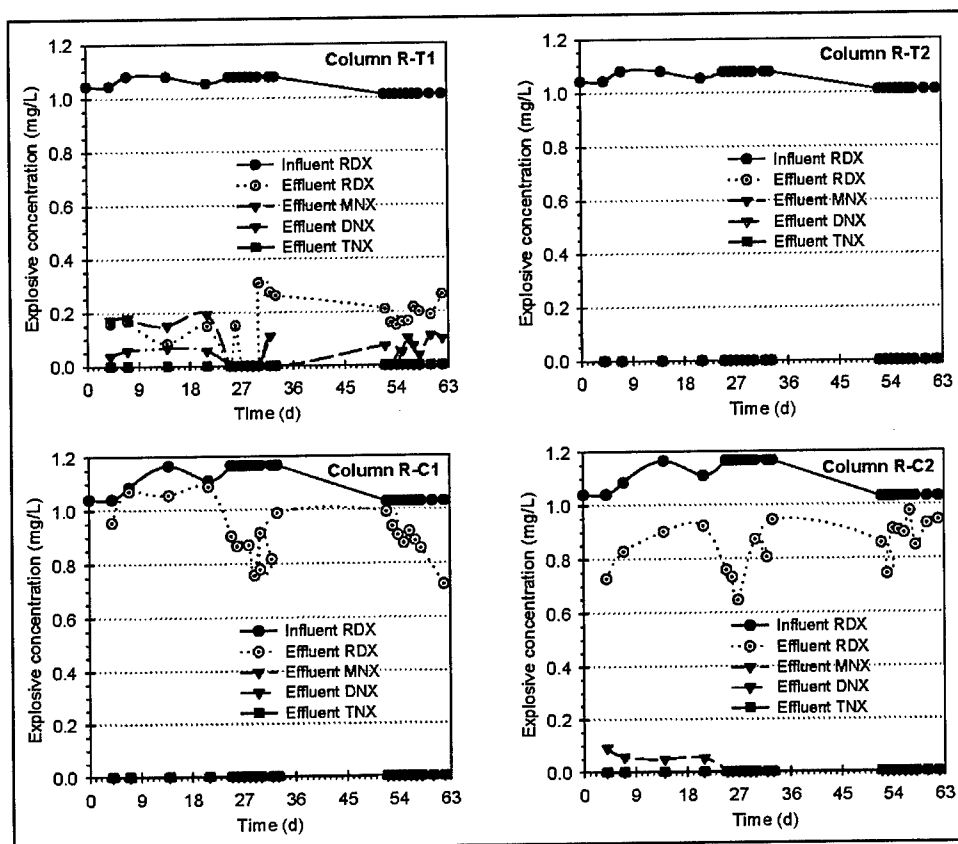 Column R-T1
Explosive concentration (mg/L)
1.2
1.0
0.8
0.6
0.4
0.2
0.0
Influent RDX
Effluent RDX
Effluent MNX
Effluent DNX
Effluent TNX
0 9 18 27 36 45 54 63
Time (d)
Column R-T2
Explosive concentration (mg/L)
1.2
1.0
0.8
0.6
0.4
0.2
0.0
Influent RDX
Effluent RDX
Effluent MNX
Effluent DNX
Effluent TNX
0 9 18 27 36 45 54 63
Time (d)
Column R-C1
Explosive concentration (mg/L)
1.2
1.0
0.8
0.6
0.4
0.2
0.0
Influent RDX
Effluent RDX
Effluent MNX
Effluent DNX
Effluent TNX
0 9 18 27 36 45 54 63
Time (d)
Column R-C2
Explosive concentration (mg/L)
1.2
1.0
0.8
0.6
0.4
0.2
0.0
Influent RDX
Effluent RDX
Effluent MNX
Effluent DNX
Effluent TNX
0 9 18 27 36 45 54 63
Time (d)